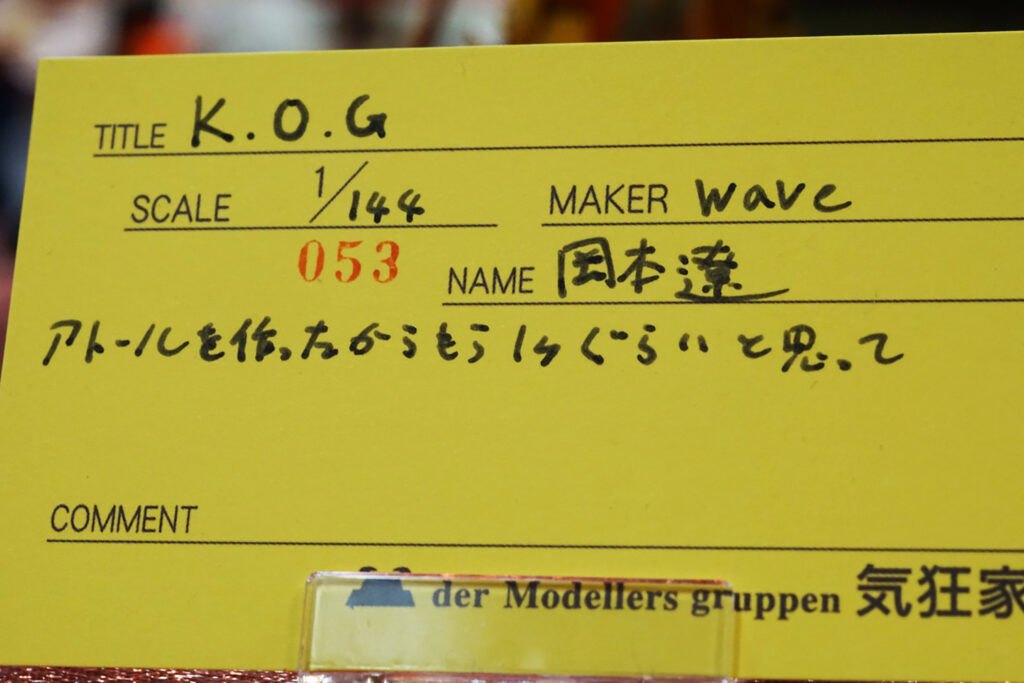 TITLE K.O.G
SCALE 1/144
MAKER wave
053
NAME 岡本遼
アトールを作ったからもう1ヶぐらいと思って
COMMENT
der Modellers gruppen 気狂家